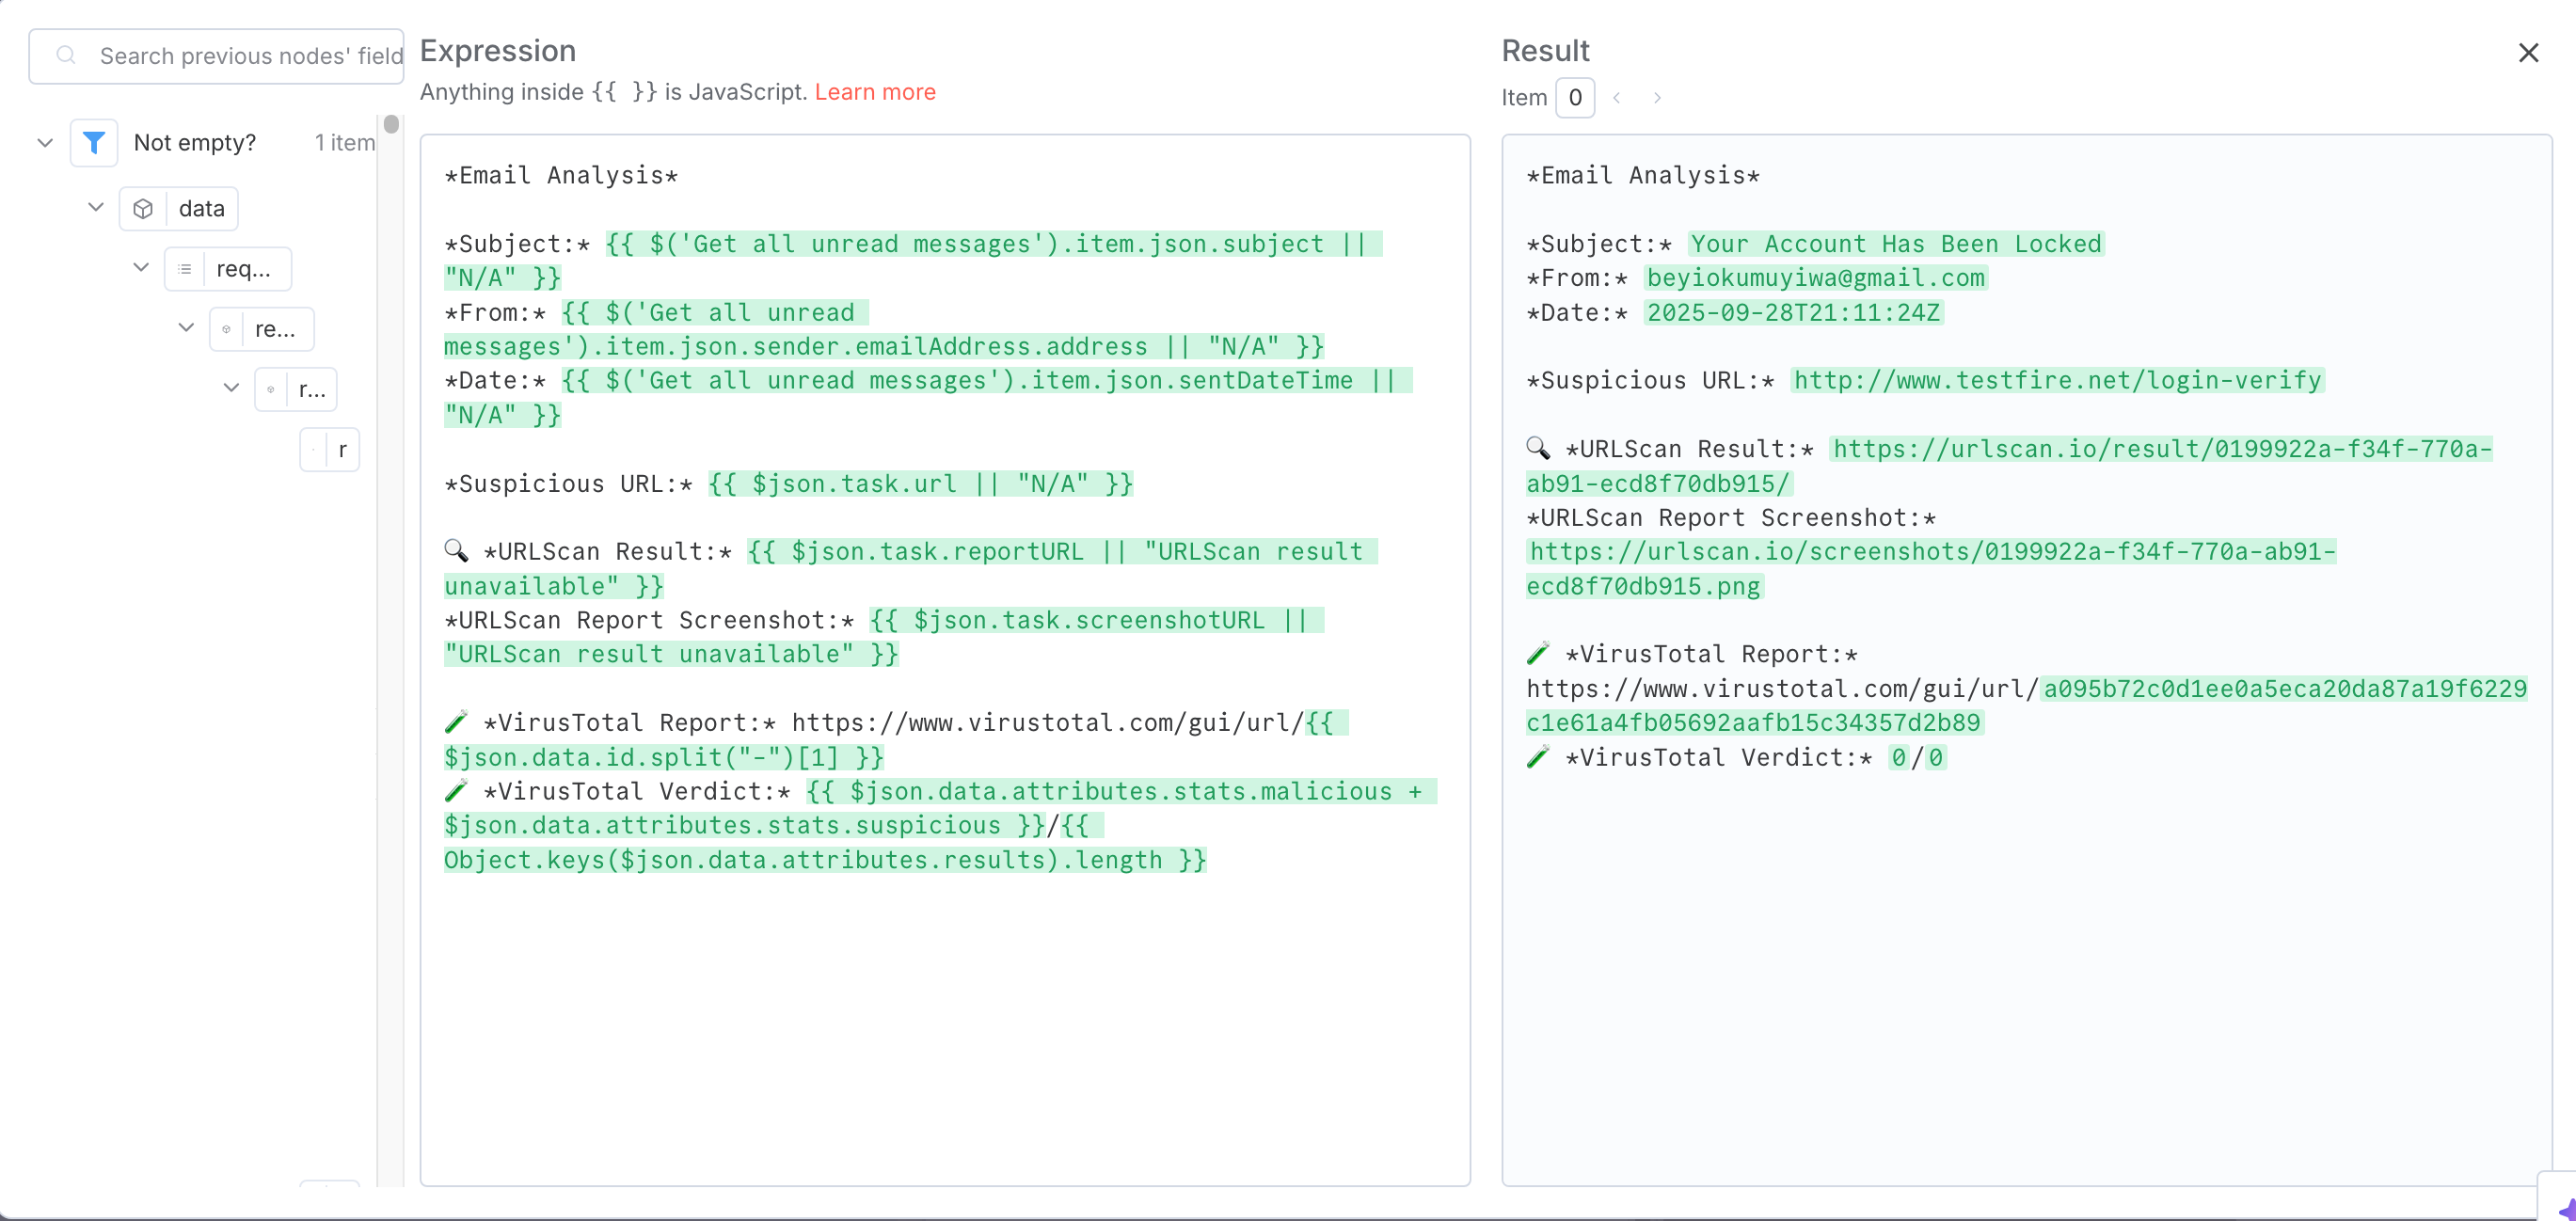 Search previous nodes' field
Not empty?
1 item
data
req...
re...
r...
r
Expression
Anything inside {{ }} is JavaScript. Learn more
*Email Analysis*
*Subject:* {{ $('Get all unread messages').item.json.subject ||
"N/A" }}
*From:* {{ $('Get all unread
messages').item.json.sender.emailAddress.address || "N/A" }}
*Date:* {{ $('Get all unread messages').item.json.sentDateTime ||
"N/A" }}
*Suspicious URL:* {{ $json.task.url || "N/A" }}
🔍 *URLScan Result:* {{ $json.task.reportURL || "URLScan result
unavailable" }}
*URLScan Report Screenshot:* {{ $json.task.screenshotURL ||
"URLScan result unavailable" }}
🧪 *VirusTotal Report:* https://www.virustotal.com/gui/url/{{
$json.data.id.split("-")[1] }}
🧪 *VirusTotal Verdict:* {{ $json.data.attributes.stats.malicious +
$json.data.attributes.stats.suspicious }}/{{
Object.keys($json.data.attributes.results).length }}
Result
Item 0
*Email Analysis*
*Subject:* Your Account Has Been Locked
*From:* beyiokumuyiwa@gmail.com
*Date:* 2025-09-28T21:11:24Z
*Suspicious URL:* http://www.testfire.net/login-verify
🔍 *URLScan Result:* https://urlscan.io/result/0199922a-f34f-770a-
ab91-ecd8f70db915/
*URLScan Report Screenshot:*
https://urlscan.io/screenshots/0199922a-f34f-770a-ab91-
ecd8f70db915.png
🧪 *VirusTotal Report:*
https://www.virustotal.com/gui/url/a095b72c0d1ee0a5eca20da87a19f6229
c1e61a4fb05692aafb15c34357d2b89
🧪 *VirusTotal Verdict:* 0/0